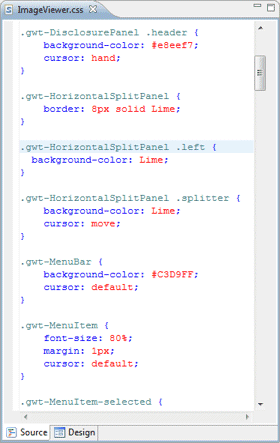 ImageViewer.css
.gwt-DisclosurePanel .header {
    background-color: #e8eef7;
    cursor: hand;
}
.gwt-HorizontalSplitPanel {
    border: 8px solid Lime;
}
.gwt-HorizontalSplitPanel .left {
  background-color: Lime;
}
.gwt-HorizontalSplitPanel .splitter {
    background-color: Lime;
    cursor: move;
}
.gwt-MenuBar {
    background-color: #C3D9FF;
    cursor: default;
}
.gwt-MenuItem {
    font-size: 80%;
    margin: 1px;
    cursor: default;
}
.gwt-MenuItem-selected {
Source Design